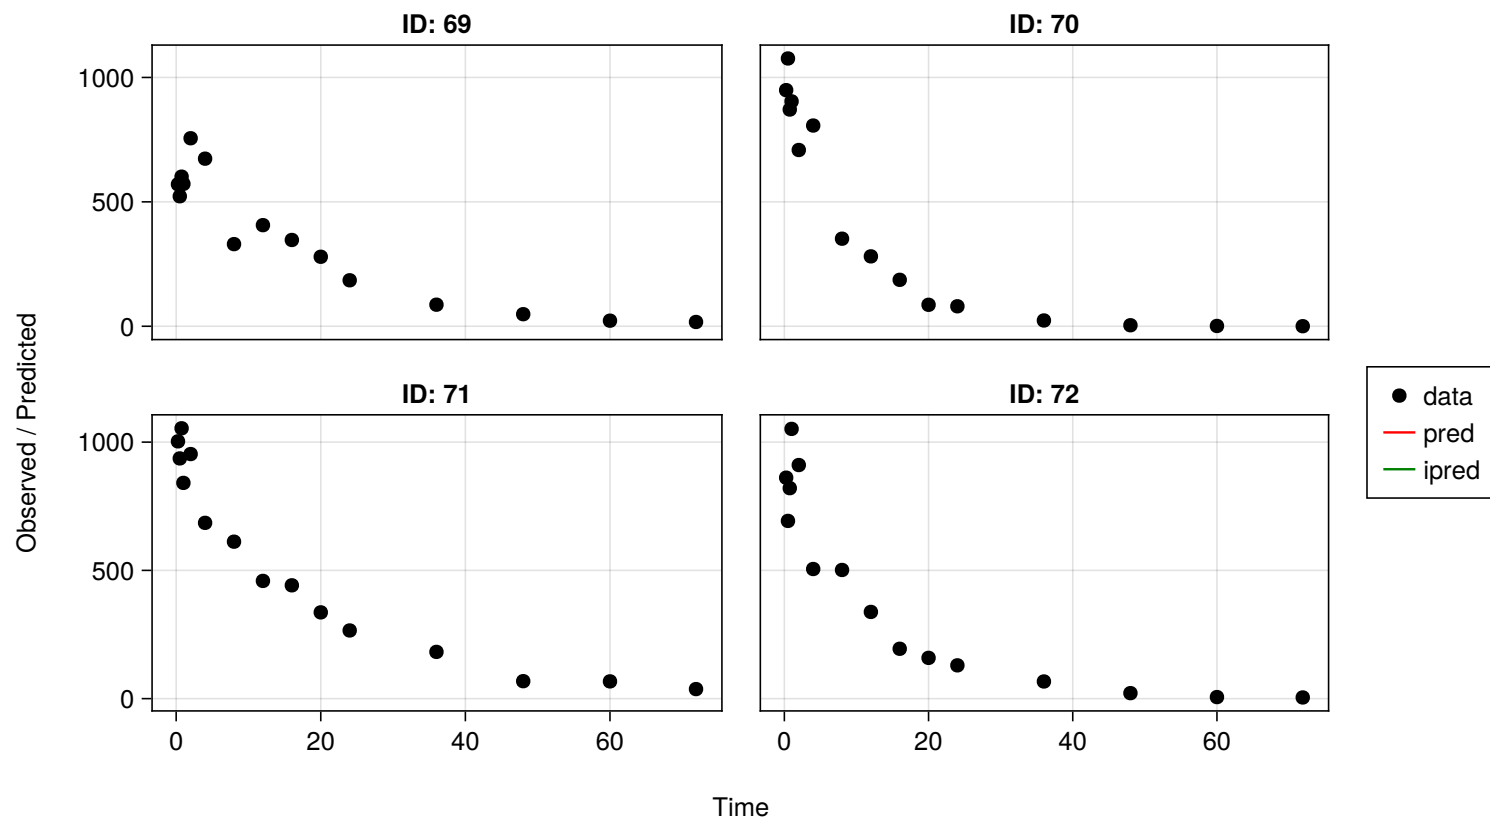 ID: 69
ID: 70
1000
500
0
ID: 71
ID: 72
1000
500
0
0 20 40 60
0 20 40 60
Observed / Predicted
Time
data
pred
ipred